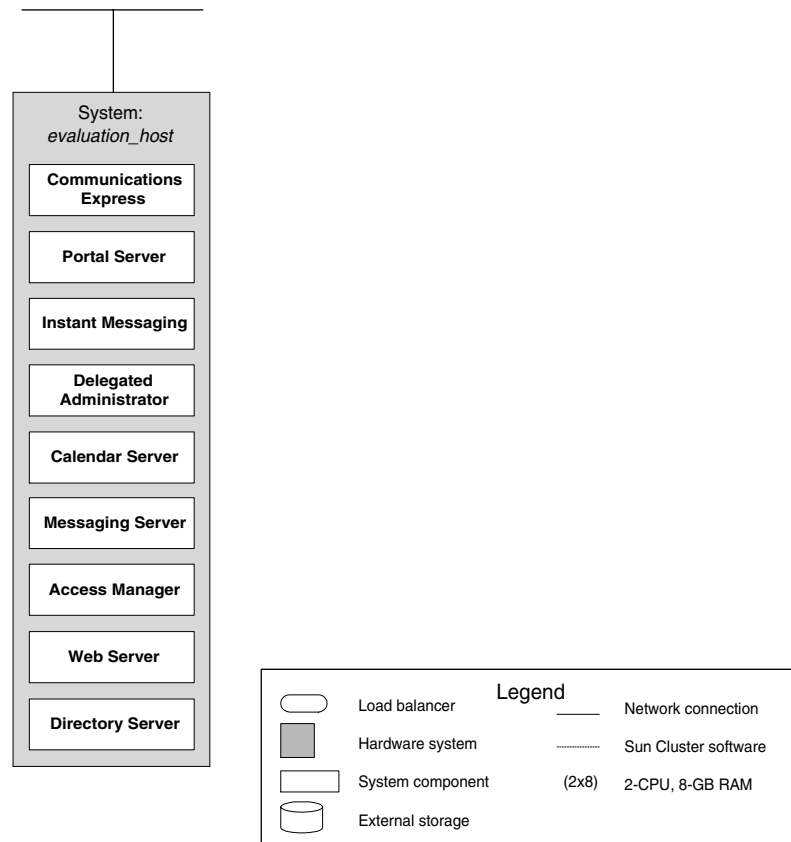 System:
evaluation_host
Communications
Express
Portal Server
Instant Messaging
Delegated
Administrator
Calendar Server
Messaging Server
Access Manager
Web Server
Directory Server
Legend
Load balancer
Hardware system
System component
External storage
Network connection
Sun Cluster software
(2x8) 2-CPU, 8-GB RAM